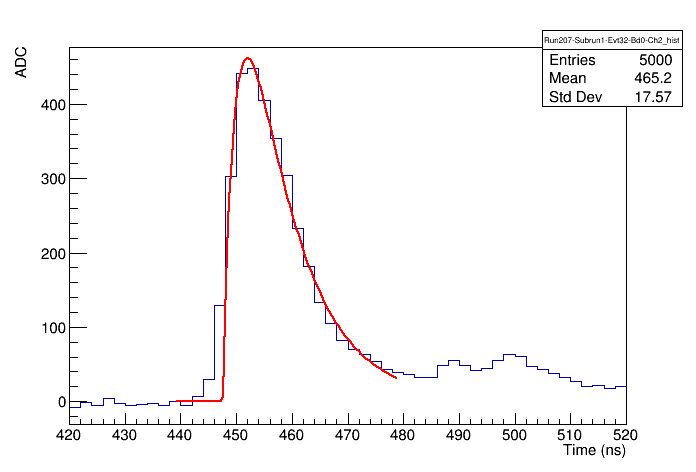 Run207-Subrun1-Evt32-Bd0-Ch2_hist
Entries 5000
Mean 465.2
Std Dev 17.57
ADC
400
300
200
100
0
420 430 440 450 460 470 480 490 500 510 520
Time (ns)